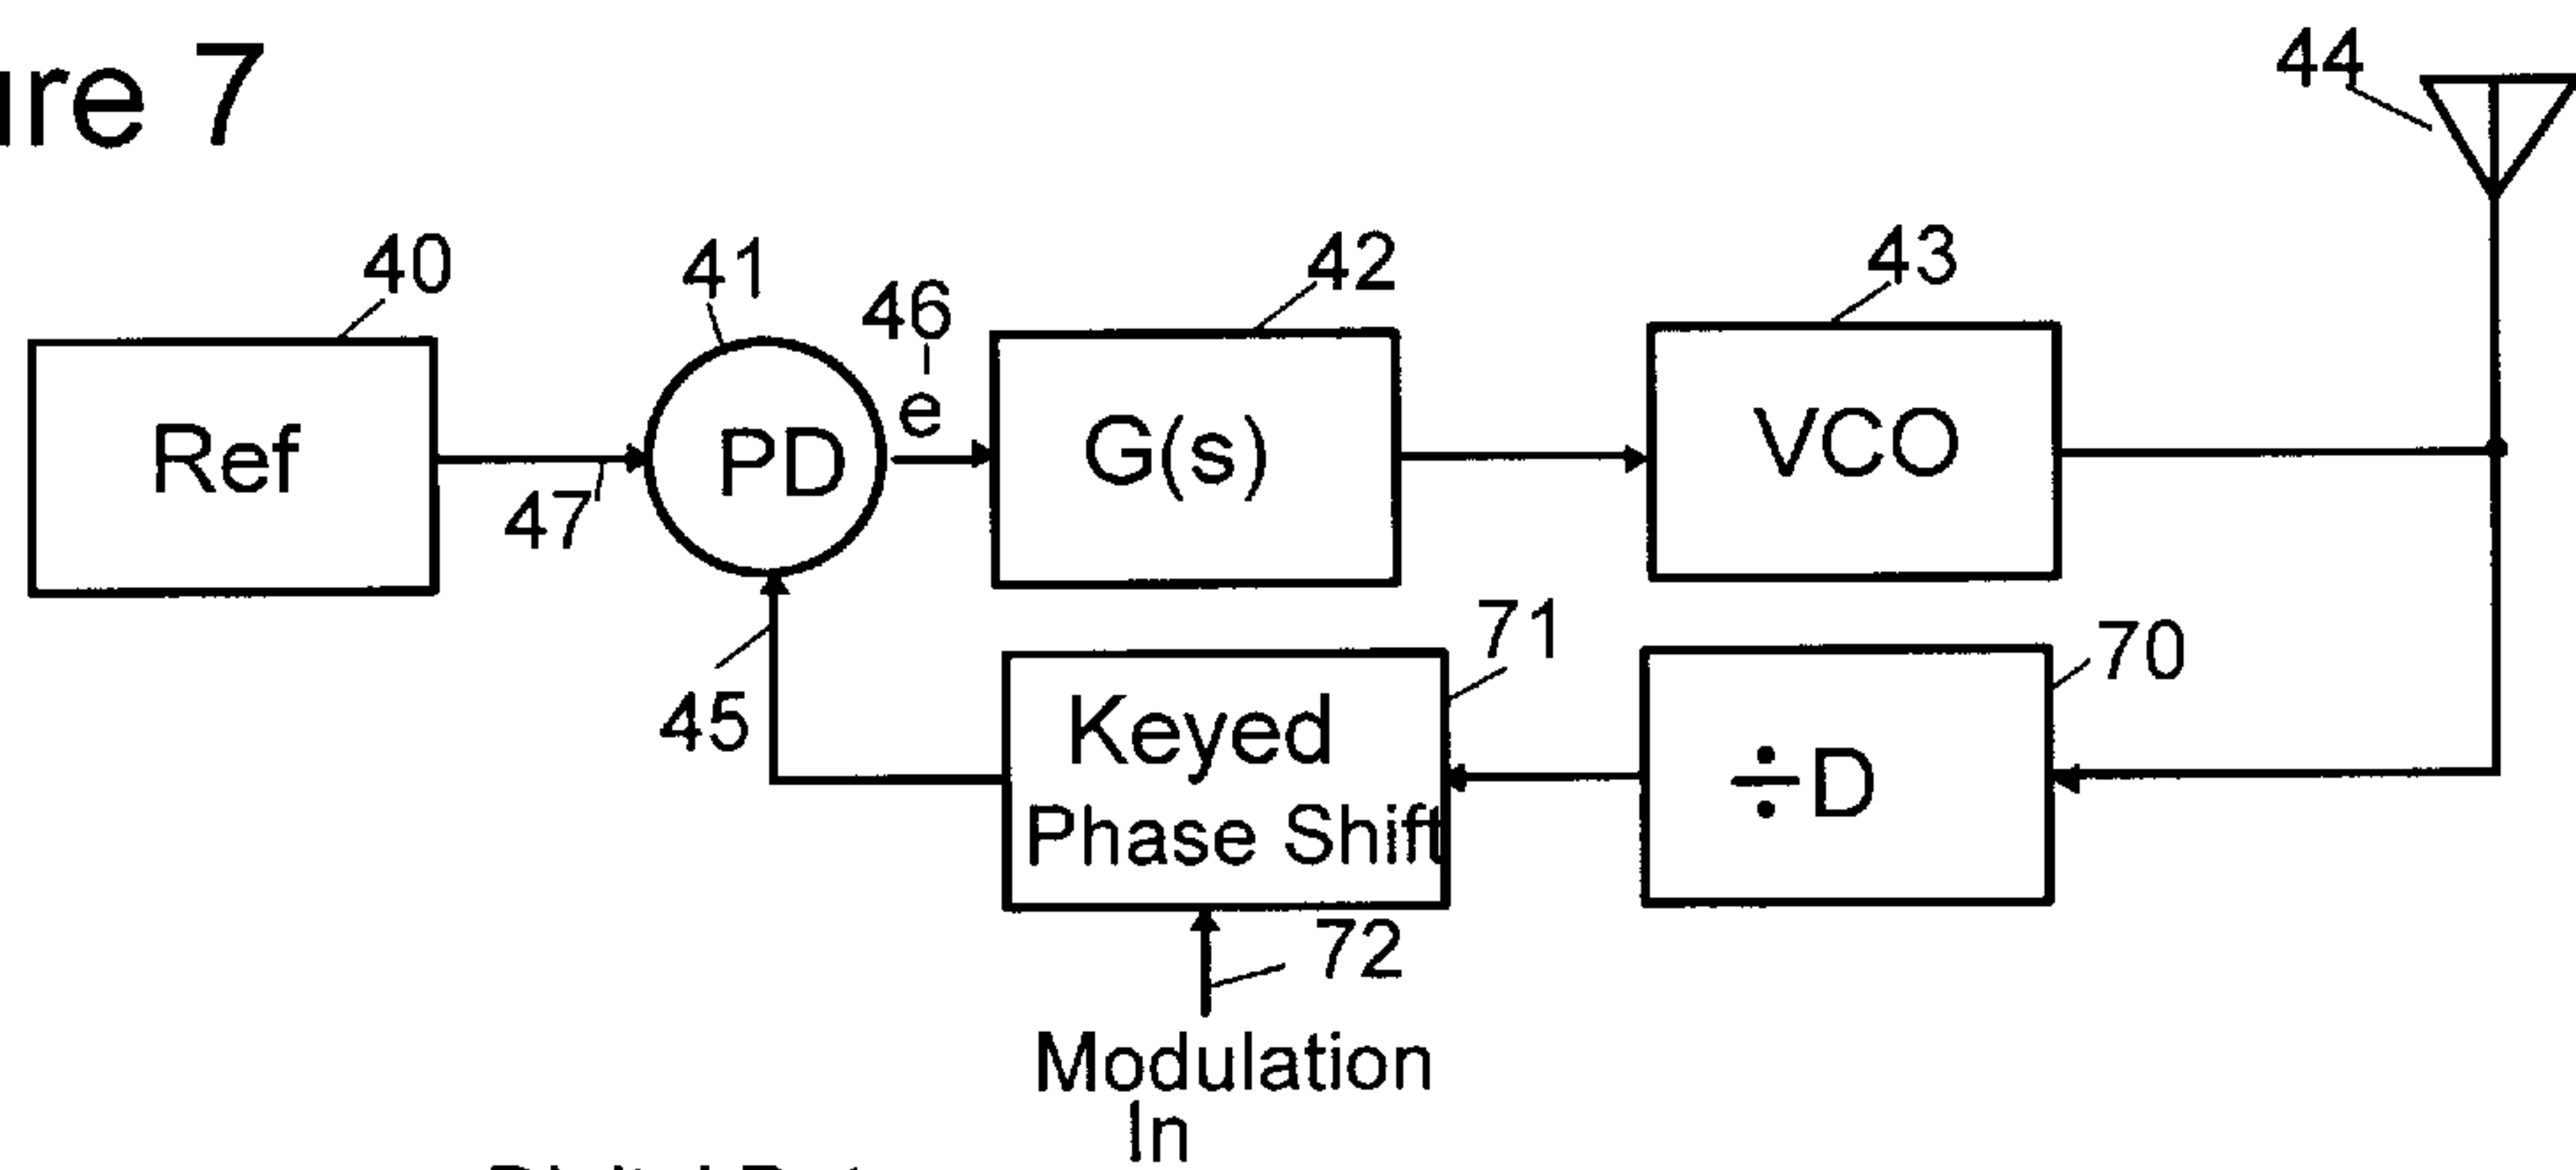 ure 7
44
40
41
46
42
43
Ref
PD
e
G(s)
VCO
47
45
71
70
Keyed
Phase Shift
÷D
72
Modulation
In